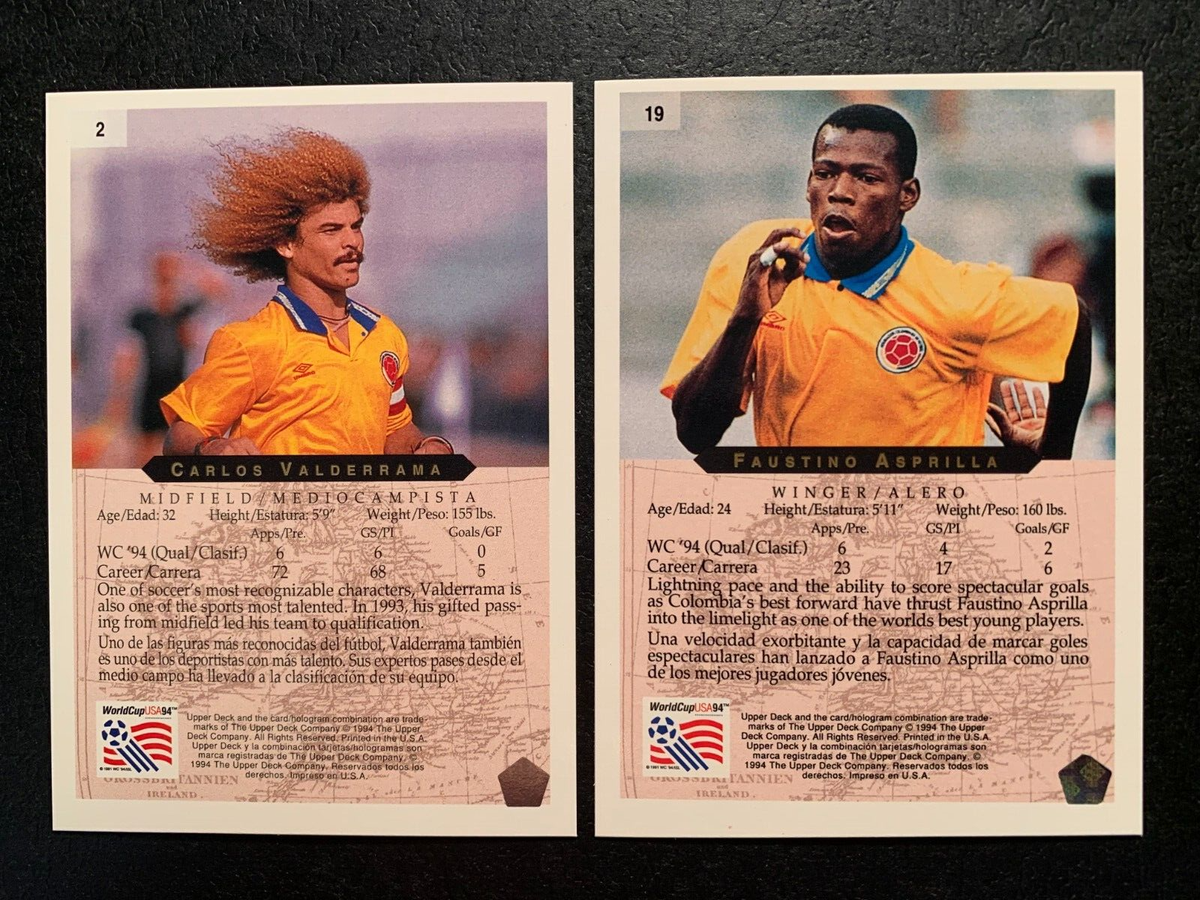 2
CARLOS VALDERRAMA
MIDFIELD/MEDIOCAMPISTA
Age/Edad: 32 Height/Estatura: 5'9" Weight/Peso: 155 lbs.
Apps/Pre. GS/PI Goals/GF
WC '94 (Qual/Clasif.) 6 6 0
Career/Carrera 72 68 5
One of soccer's most recognizable characters, Valderrama is
also one of the sports most talented. In 1993, his gifted pass-
ing from midfield led his team to qualification.
Uno de las figuras más reconocidas del fútbol, Valderrama también
es uno de los deportistas con más talento. Sus expertos pases desde el
medio campo ha llevado a la clasificación de su equipo.
WorldCupUSA94™
Upper Deck and the card/hologram combination are trade-
marks of The Upper Deck Company © 1994 The Upper
Deck Company. All Rights Reserved. Printed in the U.S.A.
Upper Deck y la combinación tarjetas/hologramas son
marca registradas de The Upper Deck Company. ©
1994 The Upper Deck Company. Reservados todos los
derechos. Impreso en U.S.A.
GROSSBRITANNIEN
and
IRELAND.
19
FAUSTINO ASPRILLA
WINGER/ALERO
Age/Edad: 24 Height/Estatura: 5'11" Weight/Peso: 160 lbs.
Apps/Pre. GS/PI Goals/GF
WC '94 (Qual/Clasif.) 6 4 2
Career/Carrera 23 17 6
Lightning pace and the ability to score spectacular goals
as Colombia's best forward have thrust Faustino Asprilla
into the limelight as one of the worlds best young players.
Una velocidad exorbitante y la capacidad de marcar goles
espectaculares han lanzado a Faustino Asprilla como uno
de los mejores jugadores jóvenes.
WorldCupUSA94™
Upper Deck and the card/hologram combination are trade-
marks of The Upper Deck Company © 1994 The Upper
Deck Company. All Rights Reserved. Printed in the U.S.A.
Upper Deck y la combinación tarjetas/hologramas son
marca registradas de The Upper Deck Company. ©
1994 The Upper Deck Company. Reservados todos los
derechos. Impreso en U.S.A.
GROSSBRITANNIEN
and
IRELAND.